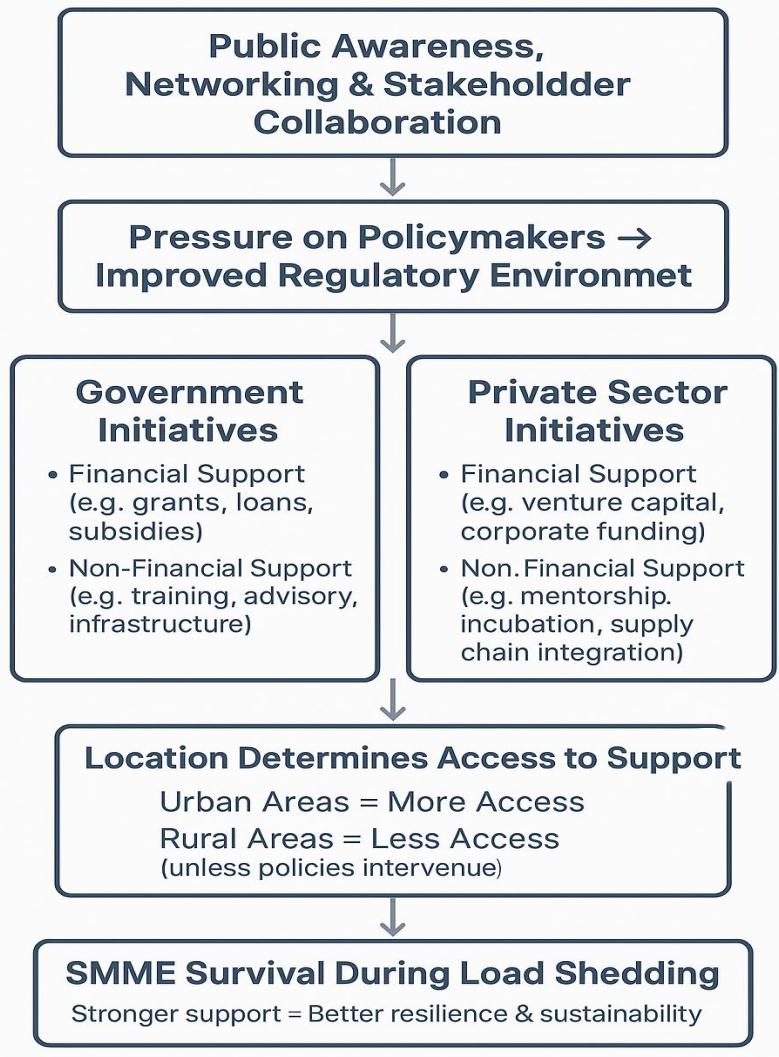 Public Awareness,
Networking & Stakeholdder
Collaboration
Pressure on Policymakers →
Improved Regulatory Environmet
Government
Initiatives
• Financial Support
(e.g. grants, loans,
subsidies)
• Non-Financial Support
(e.g. training, advisory,
infrastructure)
Private Sector
Initiatives
• Financial Support
(e.g. venture capital,
corporate funding)
• Non.Financial Support
(e.g. mentorship.
incubation, supply
chain integration)
Location Determines Access to Support
Urban Areas = More Access
Rural Areas = Less Access
(unless policies intervenue)
SMME Survival During Load Shedding
Stronger support = Better resilience & sustainability